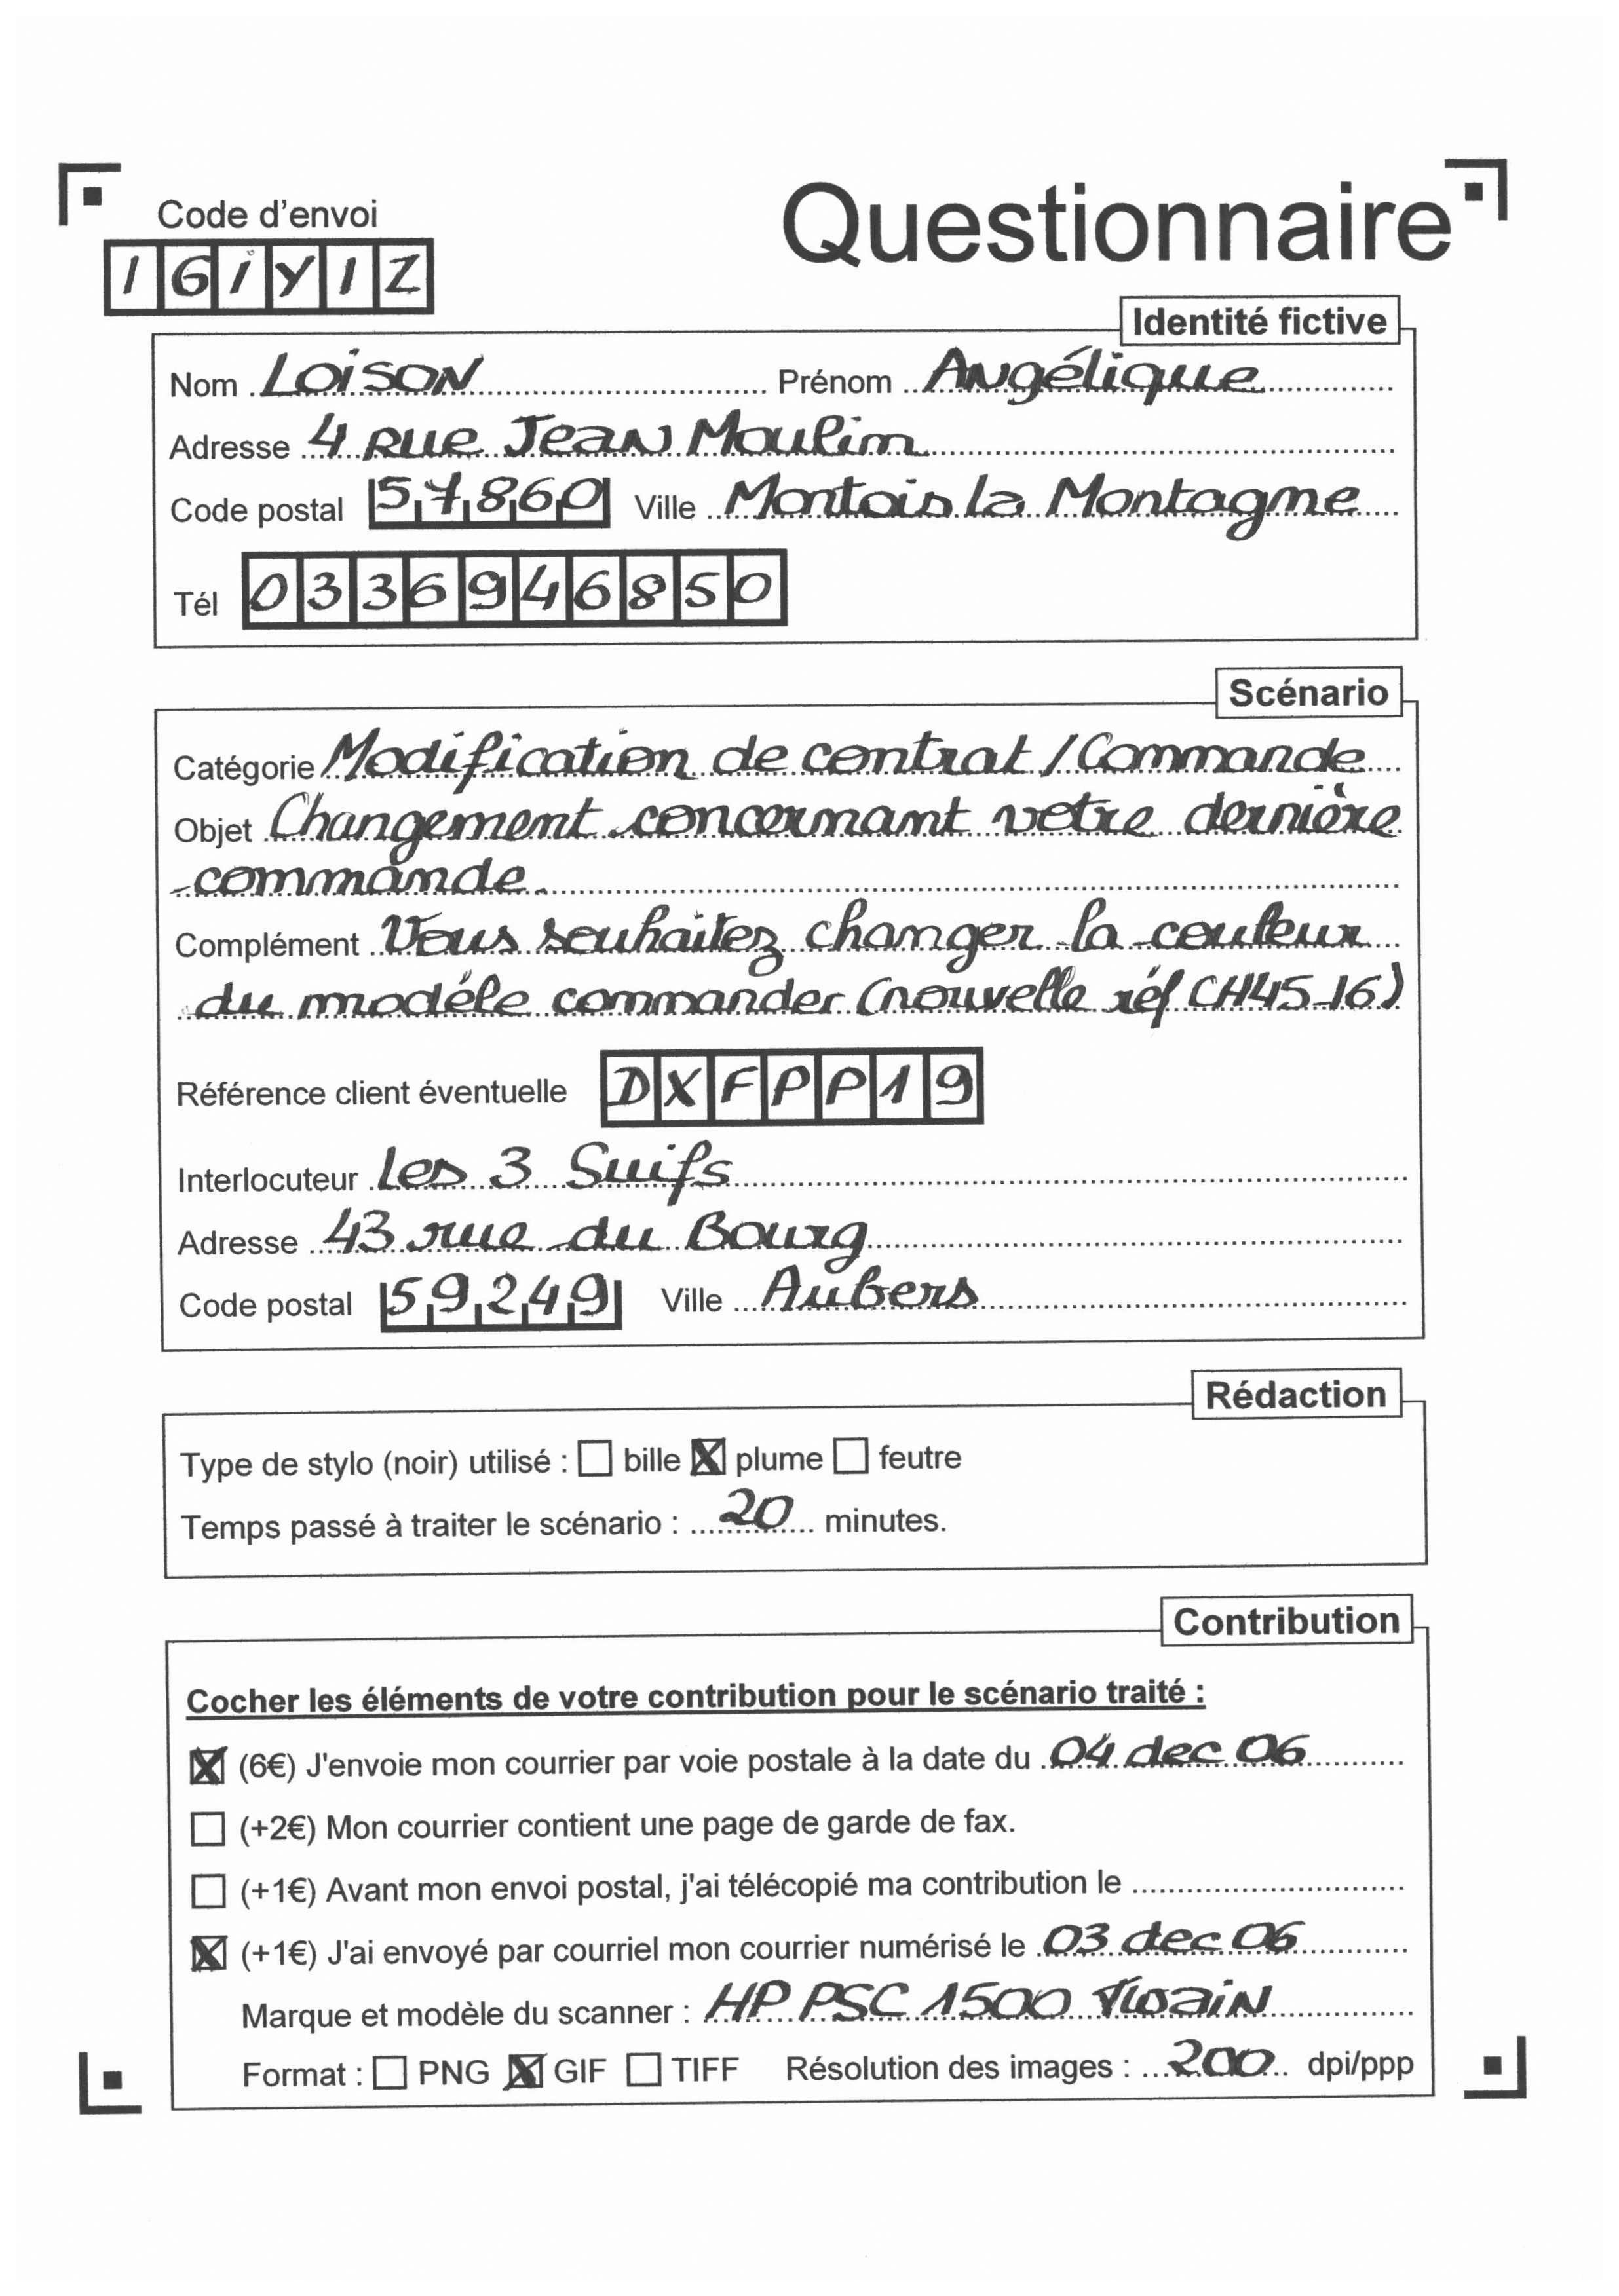 Code d'envoi
Questionnaire
I G i Y I Z
Identité fictive
Nom LOISON Prénom Angélique
Adresse 4 Rue Jean Moulin
Code postal 57860 Ville Montois la Montagne
Tél 0336946850
Scénario
Catégorie Modification de contrat / Commande
Objet Changement concernant votre dernière
commande.
Complément Vous souhaitez changer la couleur
du modéle commander (nouvelle réf CH45_16)
Référence client éventuelle DXFPP19
Interlocuteur Les 3 Suifs
Adresse 43 rue du Bourg
Code postal 59249 Ville Aubers
Rédaction
Type de stylo (noir) utilisé : ☐ bille ☒ plume ☐ feutre
Temps passé à traiter le scénario : 20 minutes.
Contribution
Cocher les éléments de votre contribution pour le scénario traité :
☒ (6€) J'envoie mon courrier par voie postale à la date du 04 dec 06
☐ (+2€) Mon courrier contient une page de garde de fax.
☐ (+1€) Avant mon envoi postal, j'ai télécopié ma contribution le
☒ (+1€) J'ai envoyé par courriel mon courrier numérisé le 03 dec 06
Marque et modèle du scanner : HP PSC 1500 Twain
Format : ☐ PNG ☒ GIF ☐ TIFF Résolution des images : 200 dpi/ppp